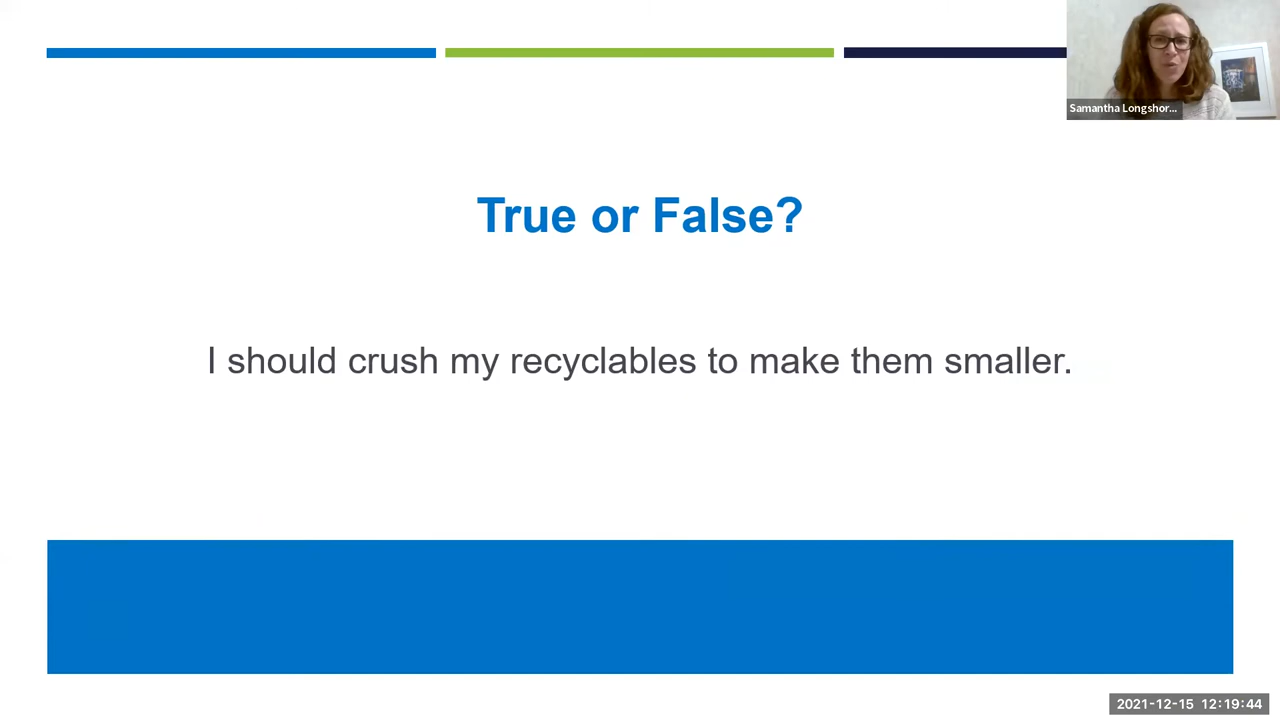 Samantha Longshor...
True or False?
I should crush my recyclables to make them smaller.
2021-12-15 12:19:44